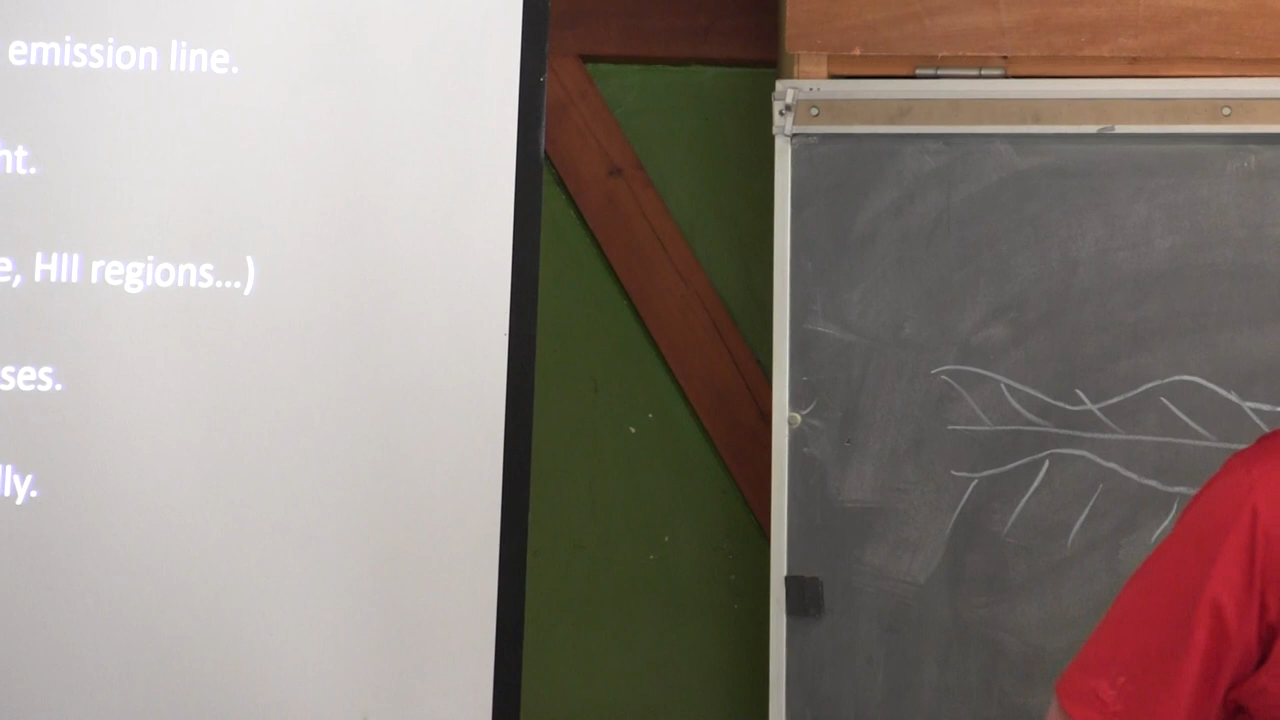 emission line.
ht.
e, HII regions...)
ses.
lly.